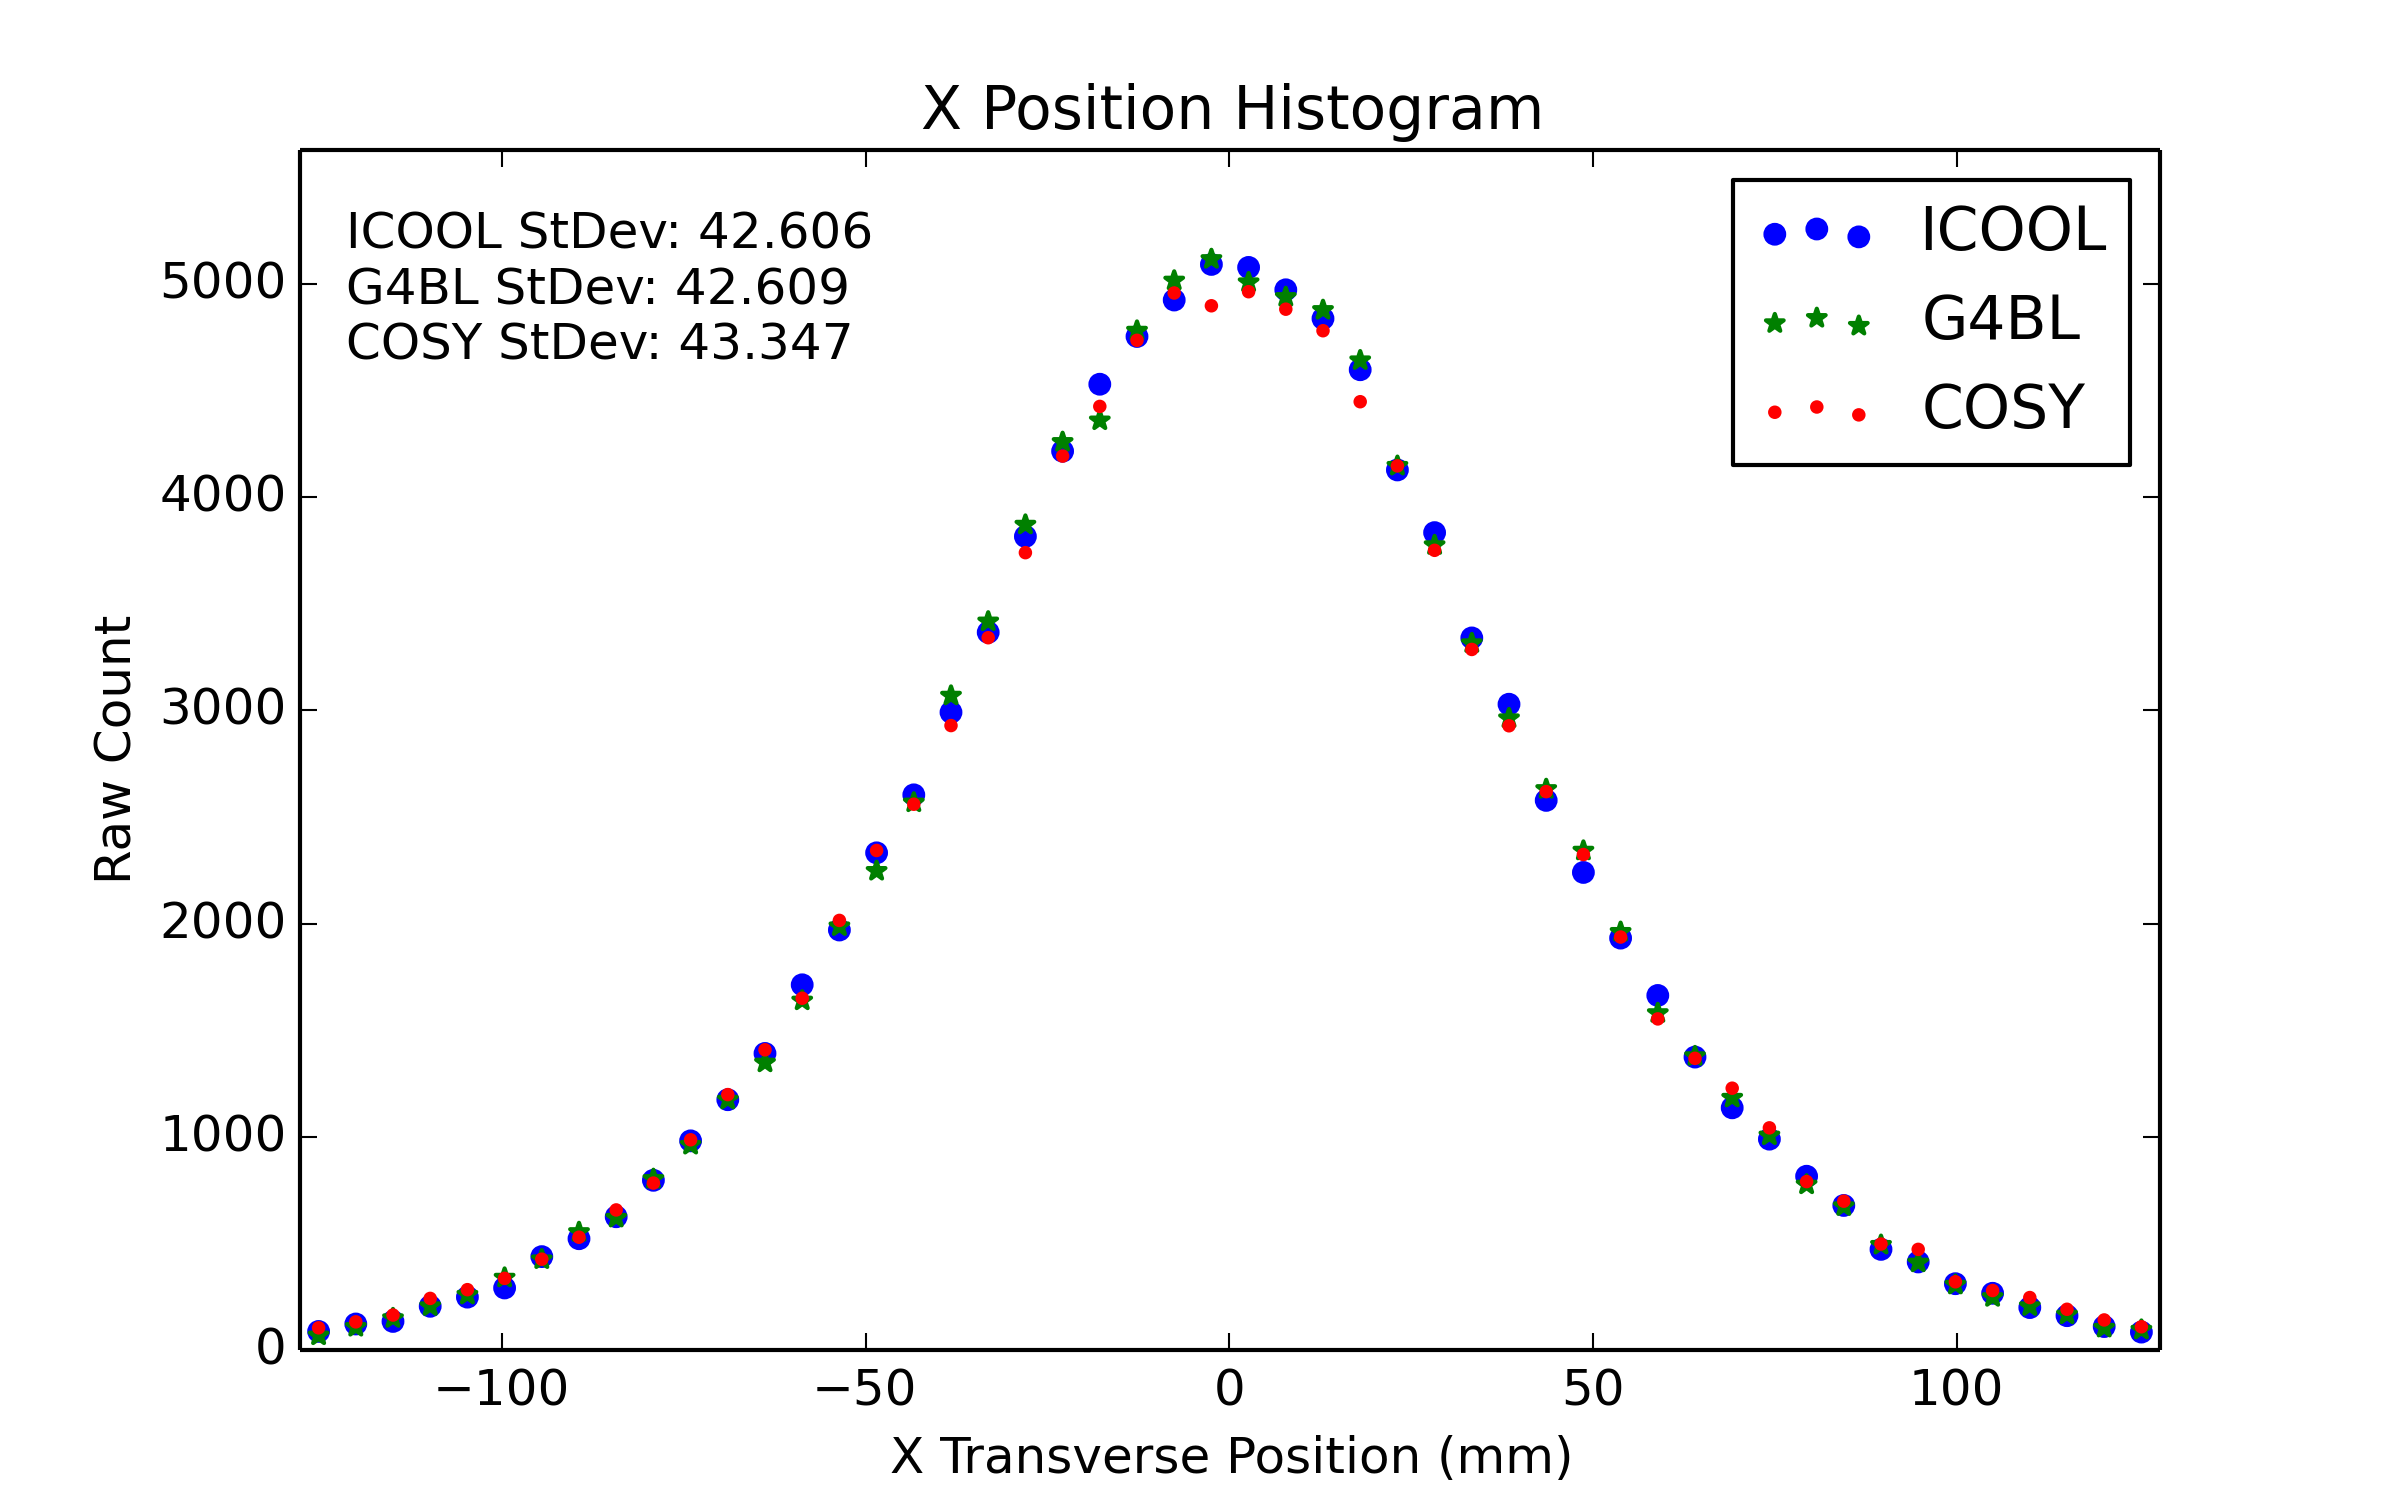 X Position Histogram
ICOOL StDev: 42.606
G4BL StDev: 42.609
COSY StDev: 43.347
ICOOL
G4BL
COSY
5000
4000
3000
2000
1000
0
Raw Count
−100 −50 0 50 100
X Transverse Position (mm)